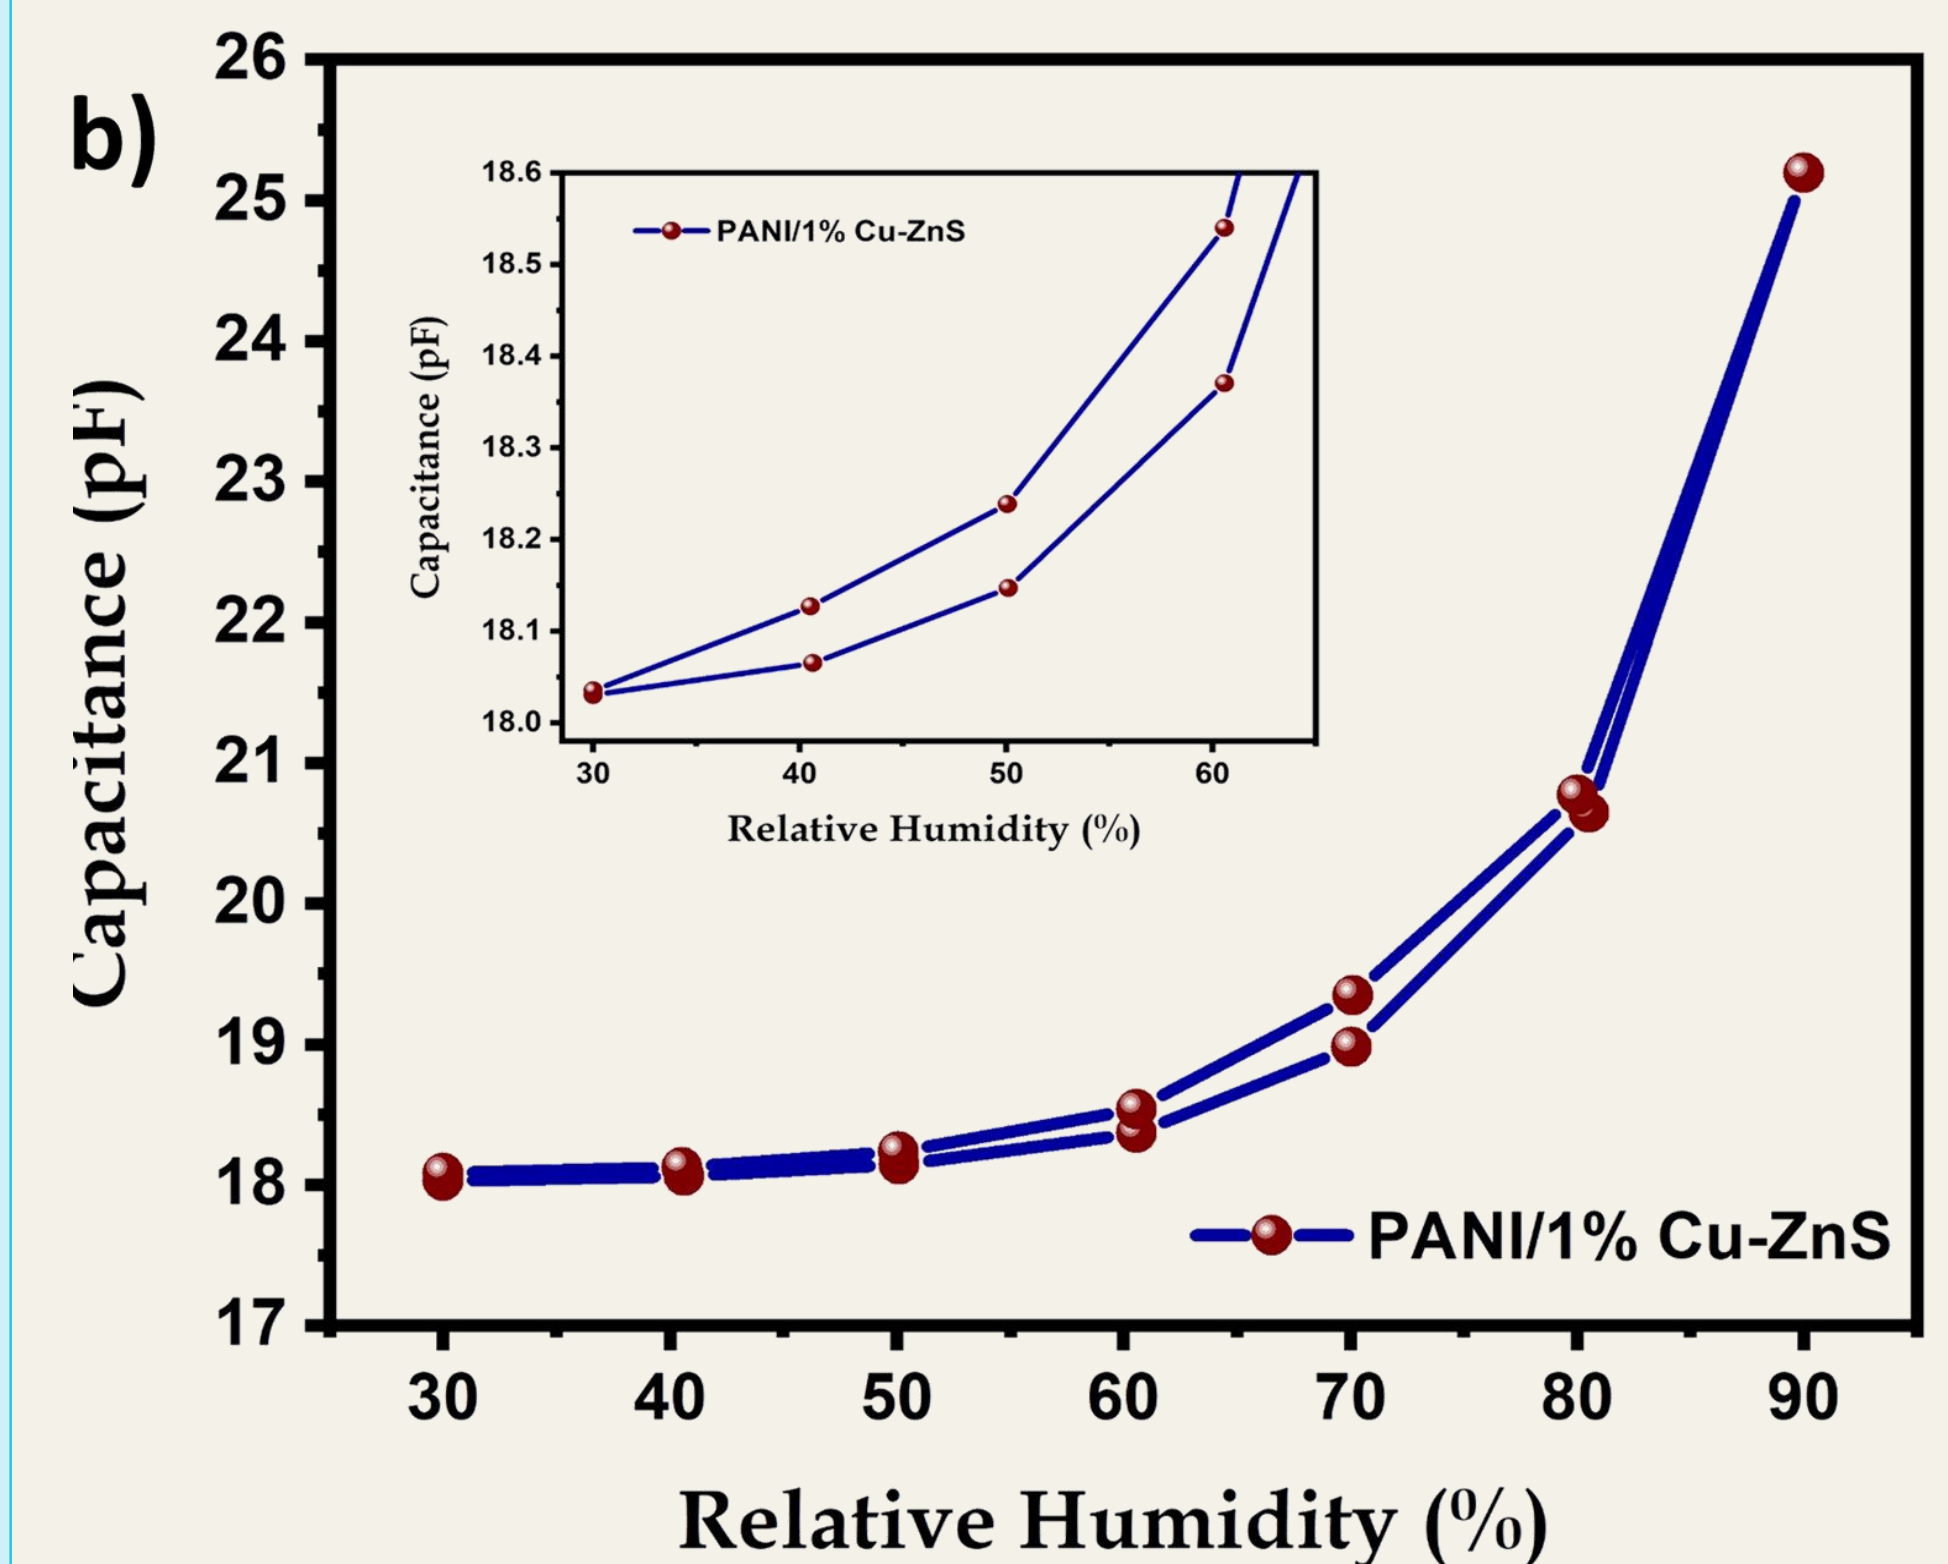 b)
26
25
24
23
22
21
20
19
18
17
Capacitance (pF)
18.6
18.5
18.4
18.3
18.2
18.1
18.0
Capacitance (pF)
PANI/1% Cu-ZnS
30 40 50 60
Relative Humidity (%)
PANI/1% Cu-ZnS
30 40 50 60 70 80 90
Relative Humidity (%)